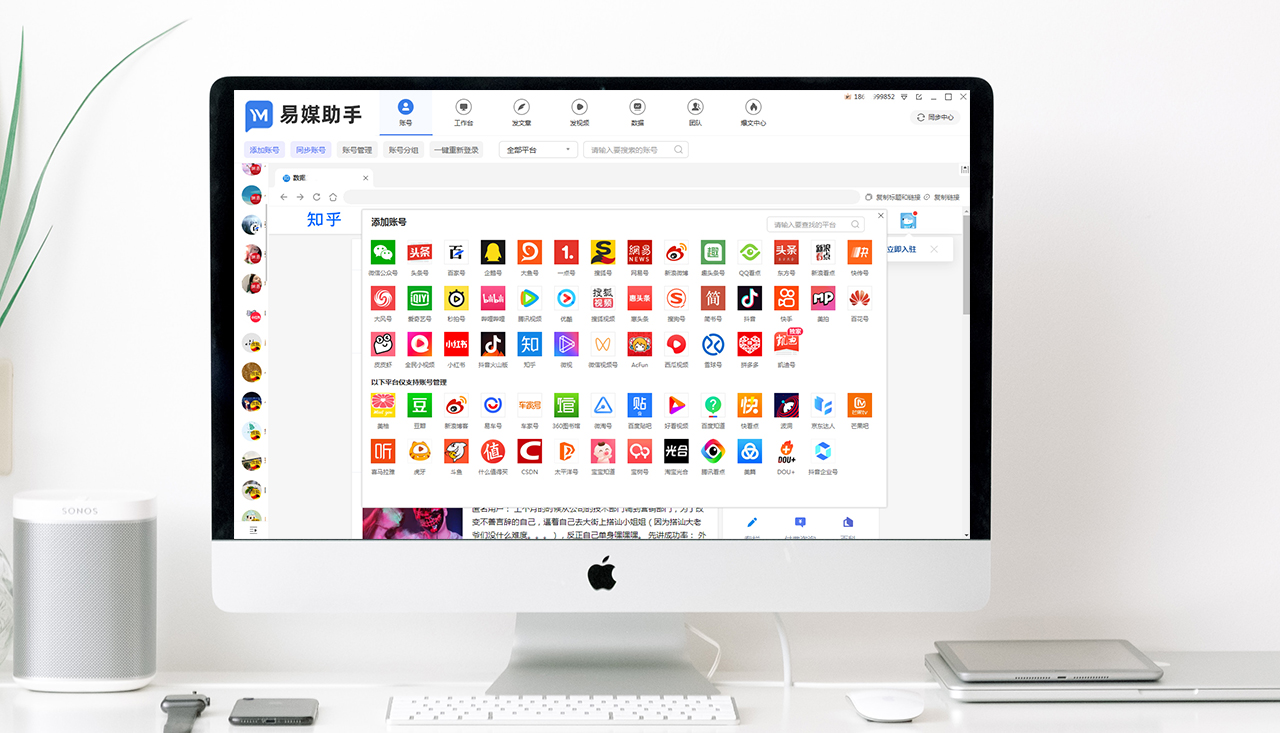 易媒助手
账号 工作台 发文章 发视频 数据 团队 爆文中心
同步中心
添加账号 同步账号 账号管理 账号分组 一键重新登录 全部平台 请输入要搜索的账号
数据
复制标题和链接 复制链接
知乎
立即入驻
添加账号 请输入要查找的平台
微信公众号 头条号 百家号 企鹅号 大鱼号 一点号 搜狐号 网易号 新浪微博 趣头条号 QQ看点 东方号 新浪看点 快传号
大风号 爱奇艺号 秒拍号 哔哩哔哩 腾讯视频 优酷 搜狐视频 惠头条 搜狗号 简书号 抖音 快手 美拍 百花号
皮皮虾 全民小视频 小红书 抖音火山版 知乎 微视 微信视频号 AcFun 西瓜视频 雪球号 拼多多 凯迪号
以下平台仅支持账号管理
美柚 豆瓣 新浪博客 易车号 车家号 360图书馆 微淘号 百度贴吧 好看视频 百度知道 快看点 波洞 京东达人 芒果吧
喜马拉雅 虎牙 斗鱼 什么值得买 CSDN 太平洋号 宝宝知道 宝树号 淘宝光合 腾讯看点 美篇 DOU+ 抖音企业号
匿名用户： 上个月的时候从公司的技术部门调到营销部门，为了改
变不善言辞的自己，逼着自己去大街上搭讪小姐姐（因为搭讪大老
爷们没什么难度。。。），反正自己单身嘿嘿嘿。 先讲成功率： 外
SONOS